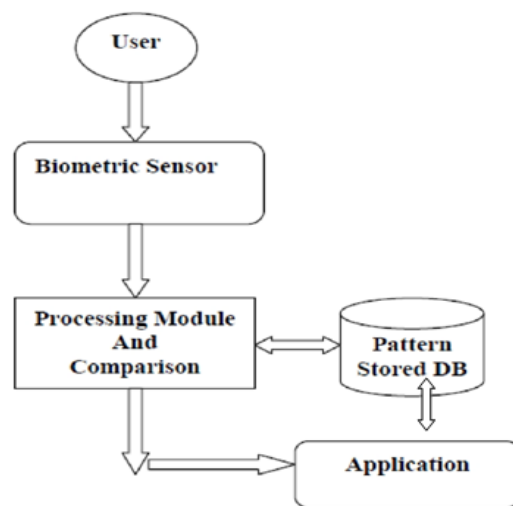 User
Biometric Sensor
Processing Module
And
Comparison
Pattern
Stored DB
Application